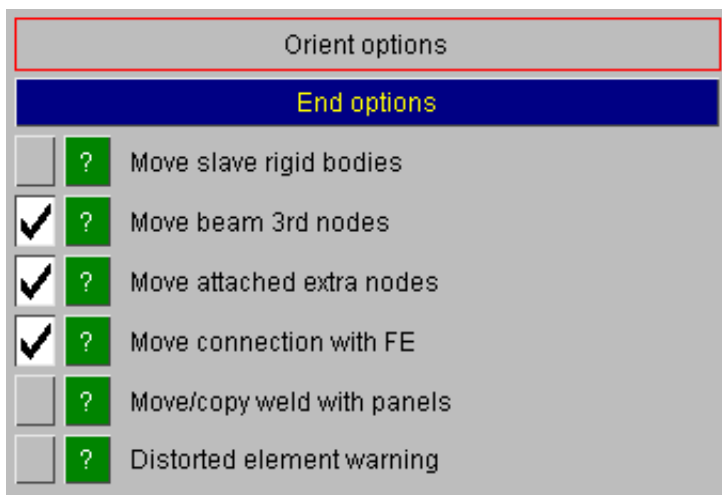 Orient options
End options
? Move slave rigid bodies
? Move beam 3rd nodes
? Move attached extra nodes
? Move connection with FE
? Move/copy weld with panels
? Distorted element warning